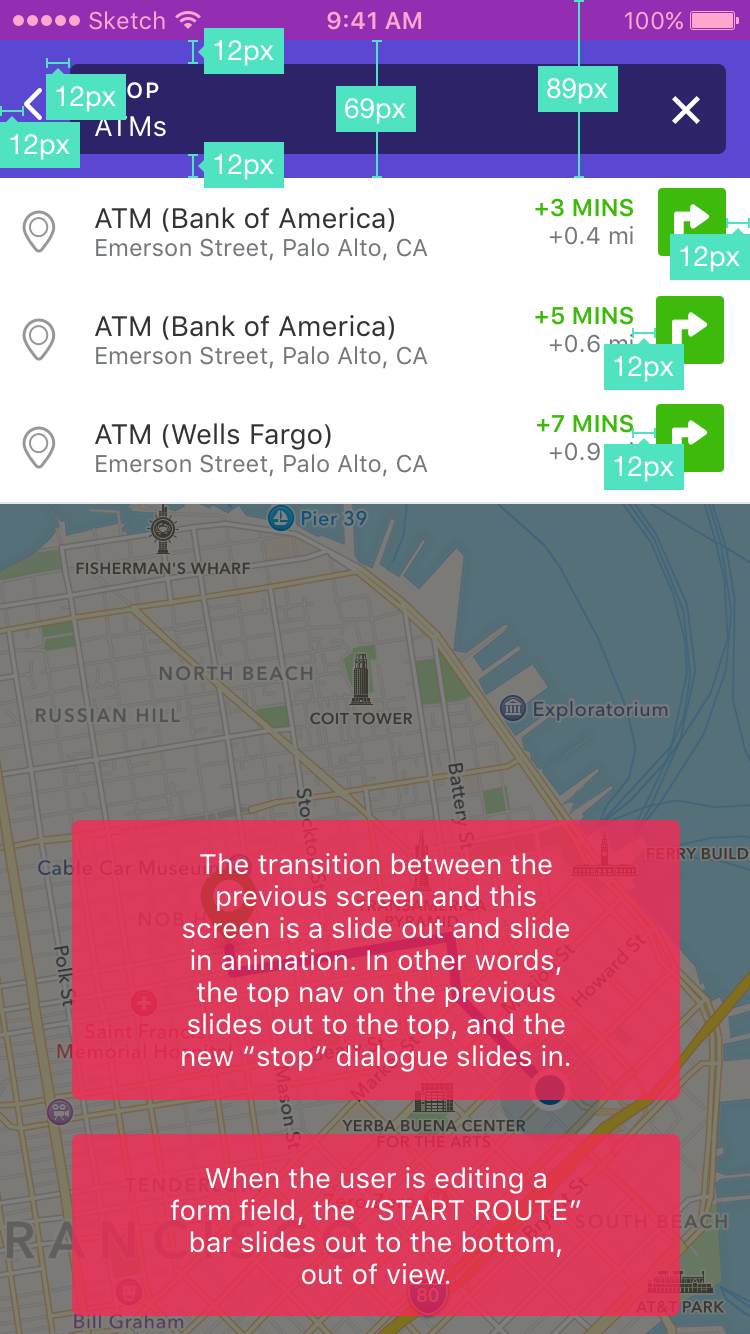 Sketch 9:41 AM 100%
12px
12px 69px 89px
OP
ATMs
12px
12px
ATM (Bank of America) +3 MINS
Emerson Street, Palo Alto, CA +0.4 mi
12px
ATM (Bank of America) +5 MINS
Emerson Street, Palo Alto, CA +0.6 mi
12px
ATM (Wells Fargo) +7 MINS
Emerson Street, Palo Alto, CA +0.9
12px
Pier 39
FISHERMAN'S WHARF
NORTH BEACH
RUSSIAN HILL
COIT TOWER
Exploratorium
Battery St
Stockton St
FERRY BUILD
Cable Car Museum
NOB H
PYRAMID
Polk St
Howard St
Saint Francis
Memorial Hospital
Market St
Mason St
The transition between the
previous screen and this
screen is a slide out and slide
in animation. In other words,
the top nav on the previous
slides out to the top, and the
new “stop” dialogue slides in.
YERBA BUENA CENTER
FOR THE ARTS
When the user is editing a
form field, the “START ROUTE”
bar slides out to the bottom,
out of view.
TENDER
Bryant St
SOUTH BEACH
RANCISCO
80
AT&T PARK
Bill Graham